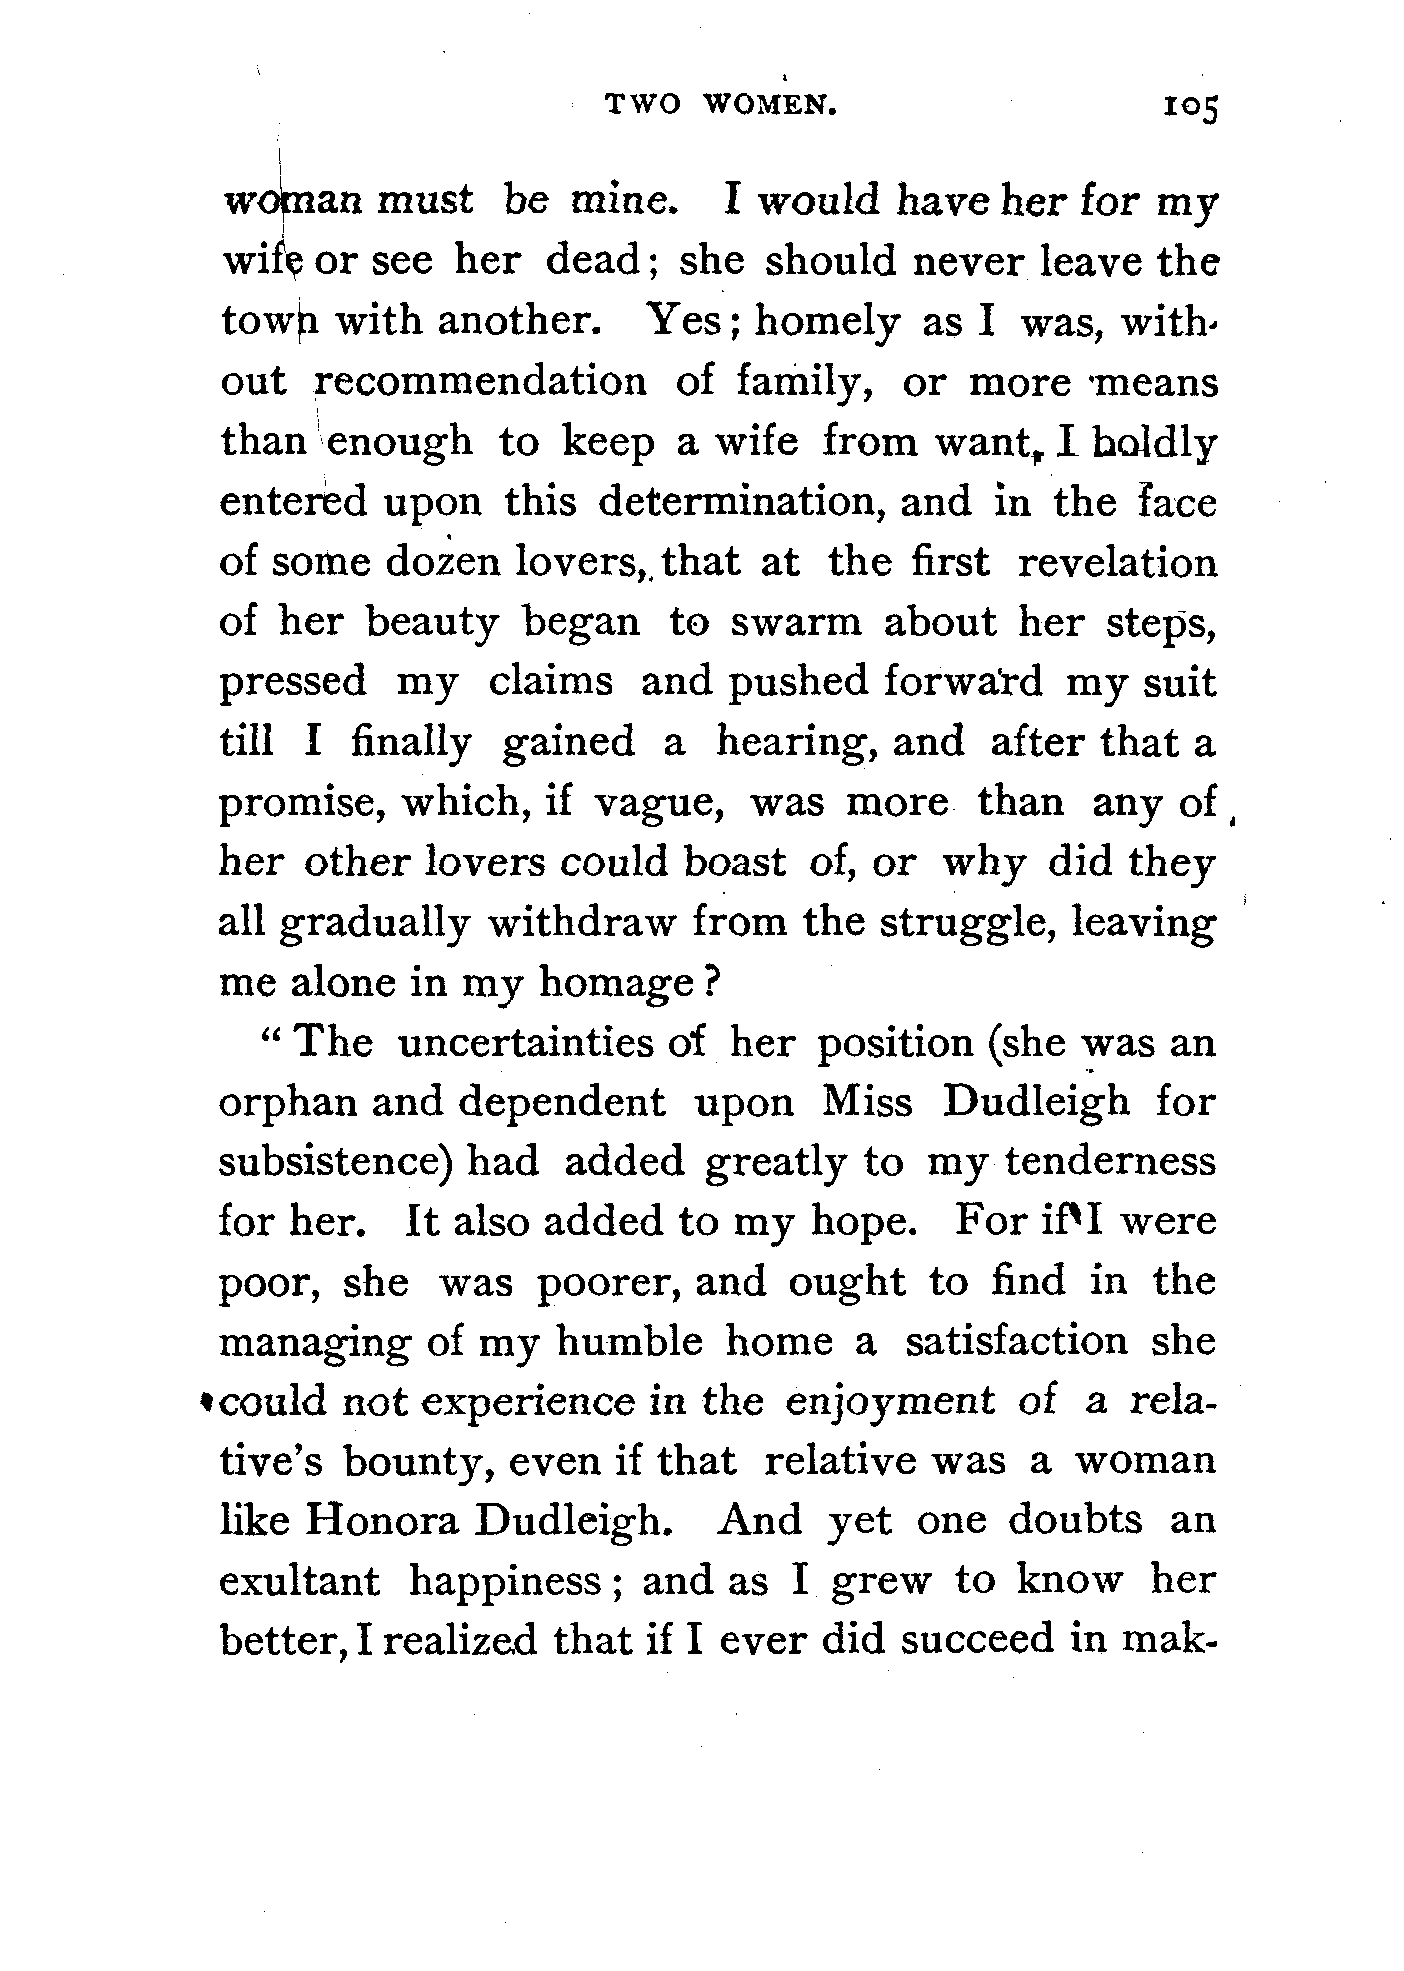 TWO WOMEN. 105
woman must be mine. I would have her for my
wife or see her dead; she should never leave the
town with another. Yes; homely as I was, with-
out recommendation of family, or more means
than enough to keep a wife from want, I boldly
entered upon this determination, and in the face
of some dozen lovers, that at the first revelation
of her beauty began to swarm about her steps,
pressed my claims and pushed forward my suit
till I finally gained a hearing, and after that a
promise, which, if vague, was more than any of
her other lovers could boast of, or why did they
all gradually withdraw from the struggle, leaving
me alone in my homage?
“The uncertainties of her position (she was an
orphan and dependent upon Miss Dudleigh for
subsistence) had added greatly to my tenderness
for her. It also added to my hope. For if I were
poor, she was poorer, and ought to find in the
managing of my humble home a satisfaction she
could not experience in the enjoyment of a rela-
tive's bounty, even if that relative was a woman
like Honora Dudleigh. And yet one doubts an
exultant happiness; and as I grew to know her
better, I realized that if I ever did succeed in mak-